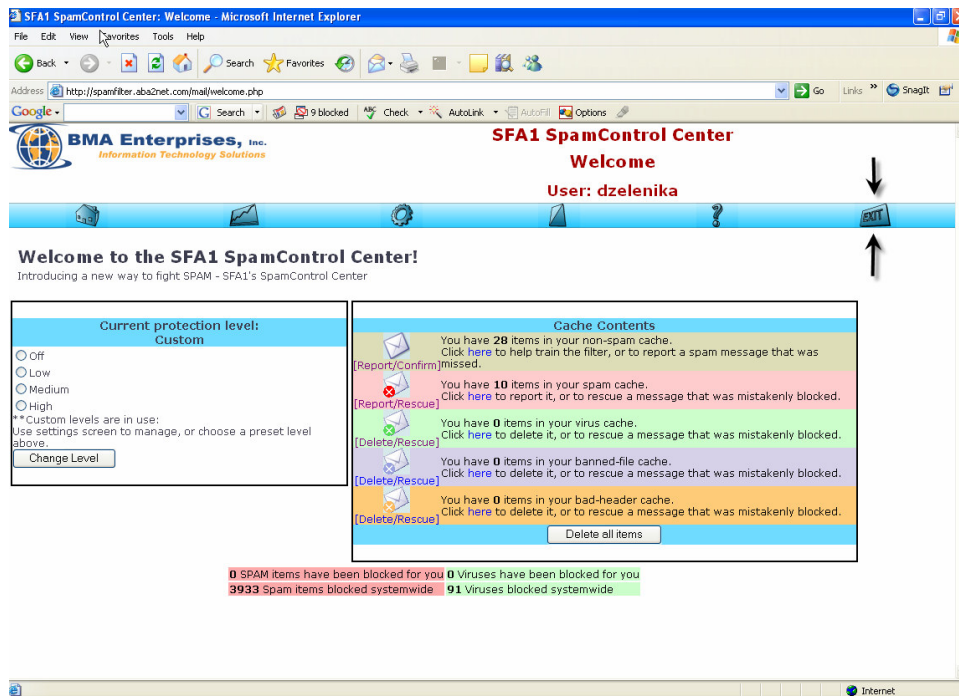 SFA1 SpamControl Center: Welcome - Microsoft Internet Explorer
File Edit View Favorites Tools Help
Back Search Favorites
Address http://spamfilter.aba2net.com/mail/welcome.php Go Links » SnagIt
Google Search 9 blocked ABC Check AutoLink AutoFill Options
BMA Enterprises, Inc.
Information Technology Solutions
SFA1 SpamControl Center
Welcome
User: dzelenika
EXIT
Welcome to the SFA1 SpamControl Center!
Introducing a new way to fight SPAM - SFA1's SpamControl Center
Current protection level:
Custom
Off
Low
Medium
High
**Custom levels are in use:
Use settings screen to manage, or choose a preset level
above.
Change Level
Cache Contents
You have 28 items in your non-spam cache.
Click here to help train the filter, or to report a spam message that was
[Report/Confirm] missed.
You have 10 items in your spam cache.
Click here to report it, or to rescue a message that was mistakenly blocked.
[Report/Rescue]
You have 0 items in your virus cache.
Click here to delete it, or to rescue a message that was mistakenly blocked.
[Delete/Rescue]
You have 0 items in your banned-file cache.
Click here to delete it, or to rescue a message that was mistakenly blocked.
[Delete/Rescue]
You have 0 items in your bad-header cache.
Click here to delete it, or to rescue a message that was mistakenly blocked.
[Delete/Rescue]
Delete all items
0 SPAM items have been blocked for you 0 Viruses have been blocked for you
3933 Spam items blocked systemwide 91 Viruses blocked systemwide
Internet